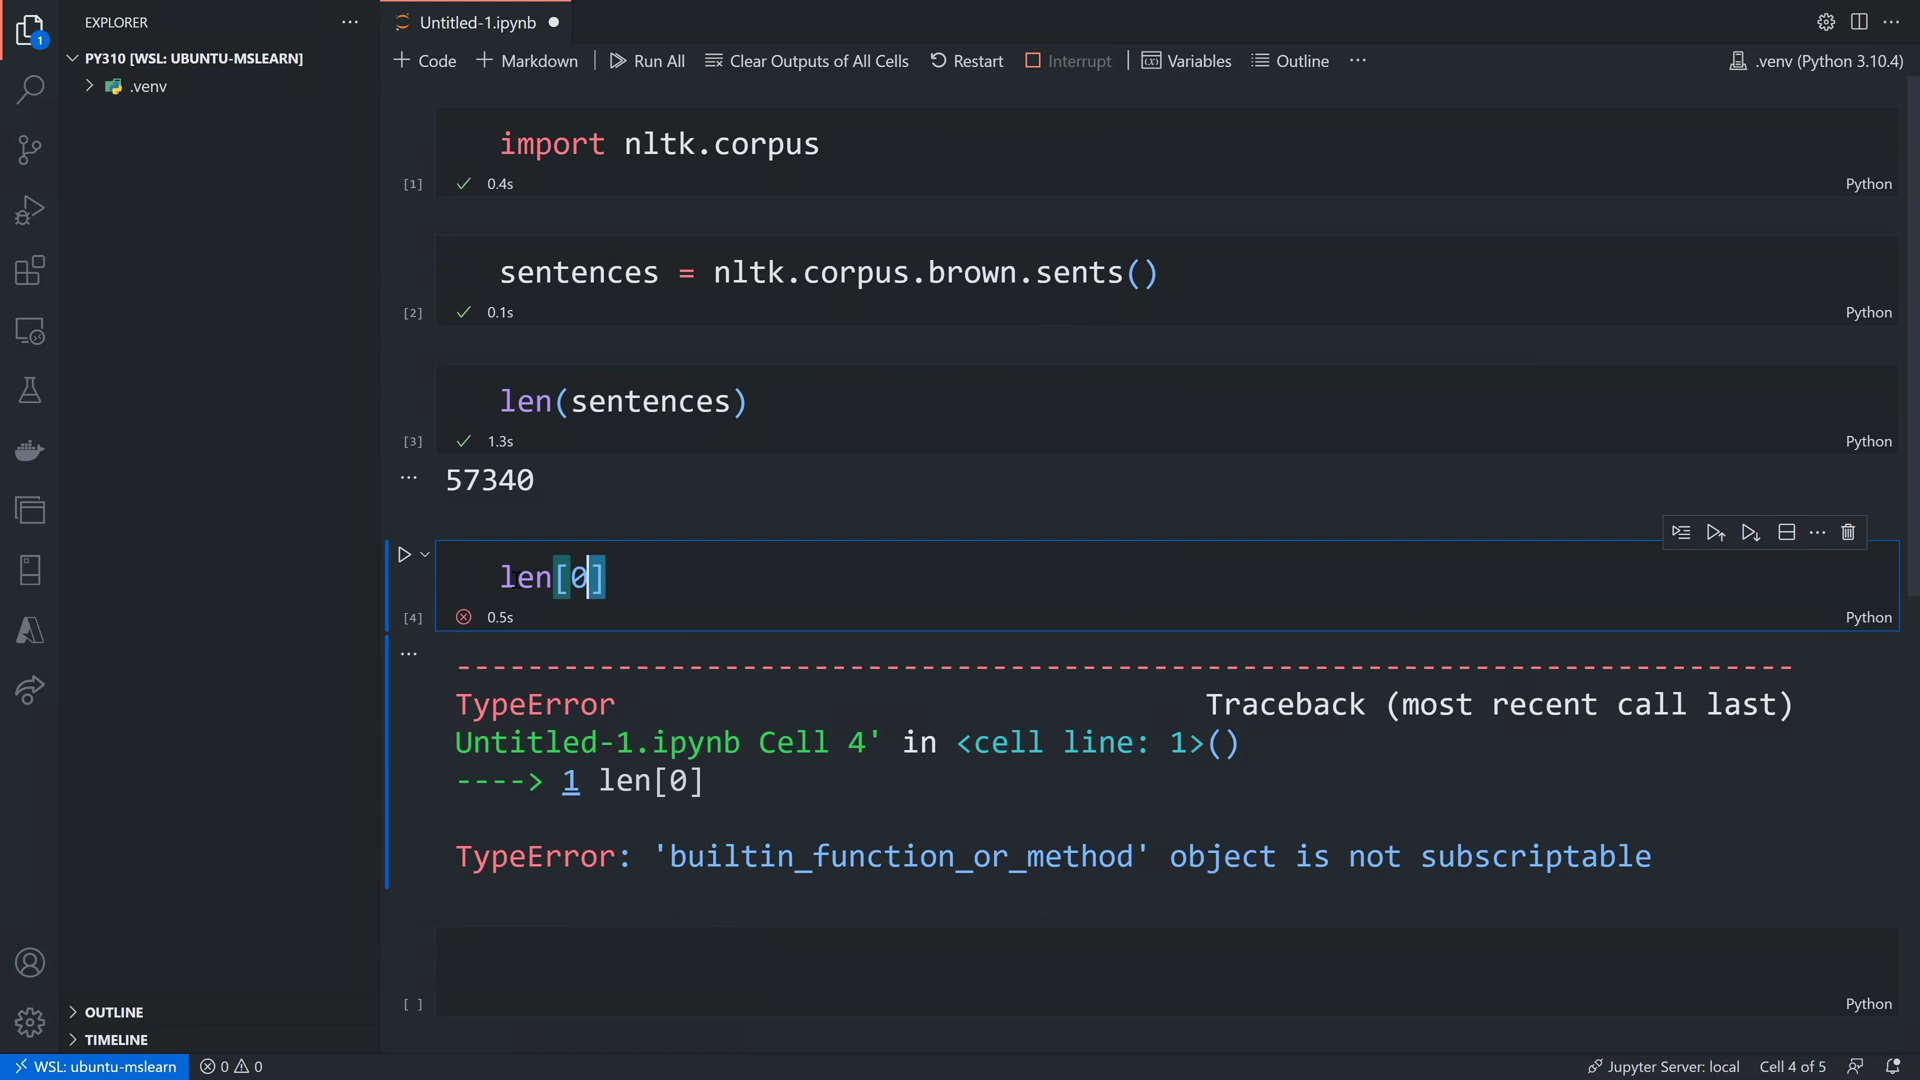 EXPLORER
Untitled-1.ipynb
1
PY310 [WSL: UBUNTU-MSLEARN]
.venv
Code
Markdown
Run All
Clear Outputs of All Cells
Restart
Interrupt
Variables
Outline
.venv (Python 3.10.4)
import nltk.corpus
[1]
0.4s
Python
sentences = nltk.corpus.brown.sents()
[2]
0.1s
Python
len(sentences)
[3]
1.3s
Python
57340
len[0]
[4]
0.5s
Python
---------------------------------------------------------------------------
TypeError                                 Traceback (most recent call last)
Untitled-1.ipynb Cell 4' in <cell line: 1>()
----> 1 len[0]
TypeError: 'builtin_function_or_method' object is not subscriptable
[ ]
Python
OUTLINE
TIMELINE
WSL: ubuntu-mslearn
0
0
Jupyter Server: local
Cell 4 of 5